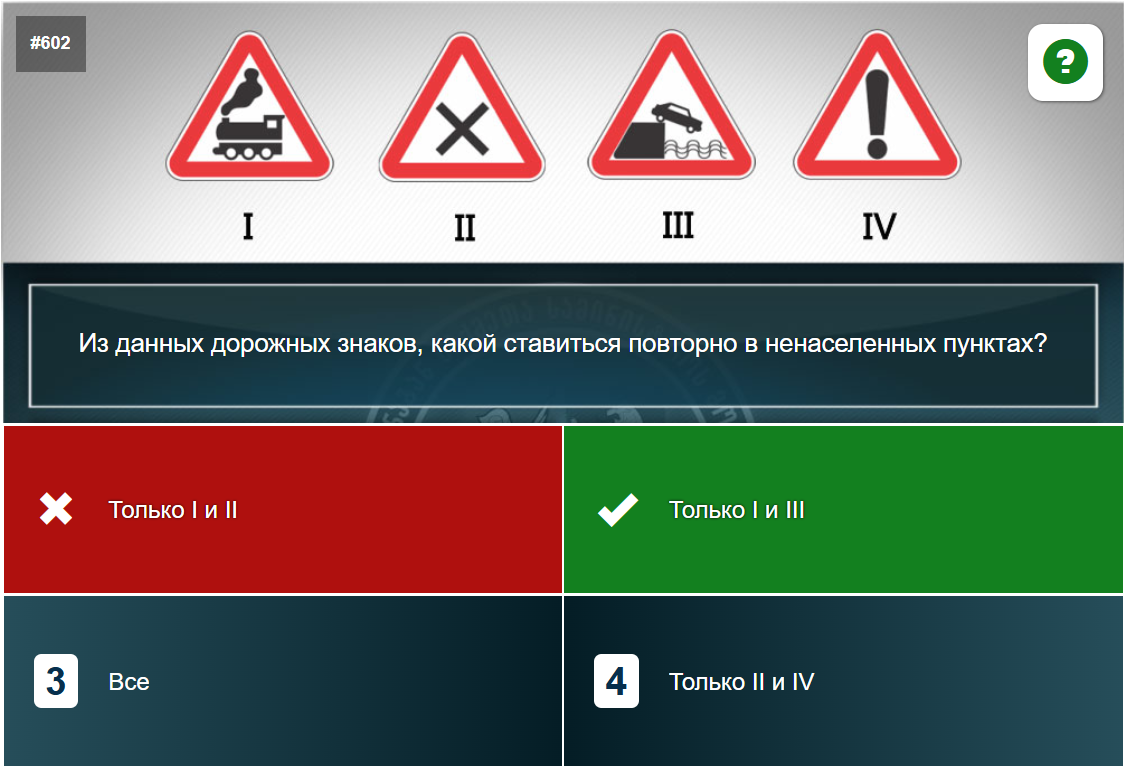 #602
?
I II III IV
Из данных дорожных знаков, какой ставиться повторно в ненаселенных пунктах?
Только I и II
Только I и III
3 Все
4 Только II и IV